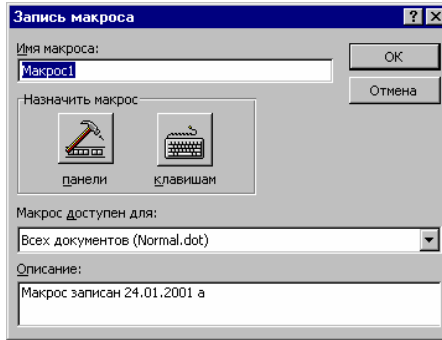 Запись макроса
Имя макроса:
Макрос1
ОК
Отмена
Назначить макрос
панели
клавишам
Макрос доступен для:
Всех документов (Normal.dot)
Описание:
Макрос записан 24.01.2001 а